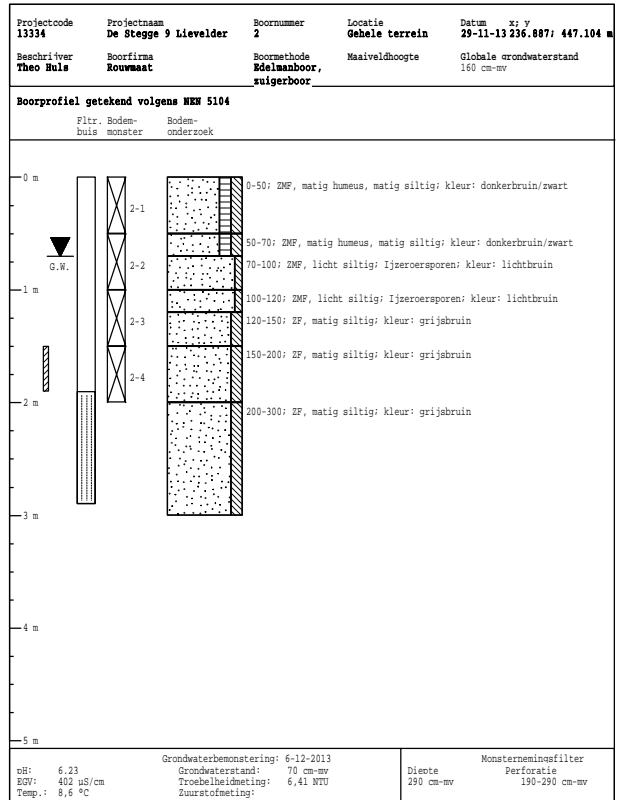 Projectcode Projectnaam Boornummer Locatie Datum x; y
13334 De Stegge 9 Lievelder 2 Gehele terrein 29-11-13 236.887; 447.104 m
Beschrijver Boorfirma Boormethode Maaiveldhoogte Globale grondwaterstand
Theo Huls Rouwmaat Edelmanboor, 160 cm-mv
zuigerboor
Boorprofiel getekend volgens NEN 5104
Fltr. Bodem- Bodem-
buis monster onderzoek
0 m
0-50; ZMF, matig humeus, matig siltig; kleur: donkerbruin/zwart
2-1
50-70; ZMF, matig humeus, matig siltig; kleur: donkerbruin/zwart
G.W. 2-2 70-100; ZMF, licht siltig; Ijzeroersporen; kleur: lichtbruin
1 m
100-120; ZMF, licht siltig; Ijzeroersporen; kleur: lichtbruin
2-3 120-150; ZF, matig siltig; kleur: grijsbruin
150-200; ZF, matig siltig; kleur: grijsbruin
2-4
2 m
200-300; ZF, matig siltig; kleur: grijsbruin
3 m
4 m
5 m
Grondwaterbemonstering: 6-12-2013 Monsternemingsfilter
pH: 6.23 Grondwaterstand: 70 cm-mv Diepte Perforatie
EGV: 402 µS/cm Troebelheidmeting: 6,41 NTU 290 cm-mv 190-290 cm-mv
Temp.: 8,6 °C Zuurstofmeting: